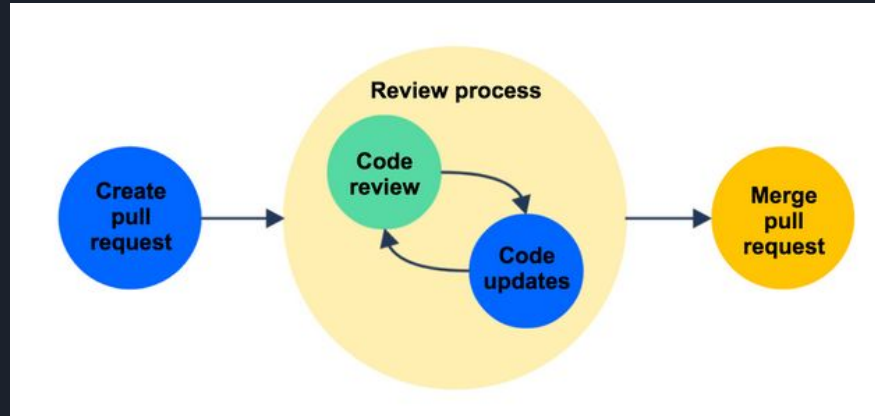 Review process
Code
review
Create
pull
request
Code
updates
Merge
pull
request